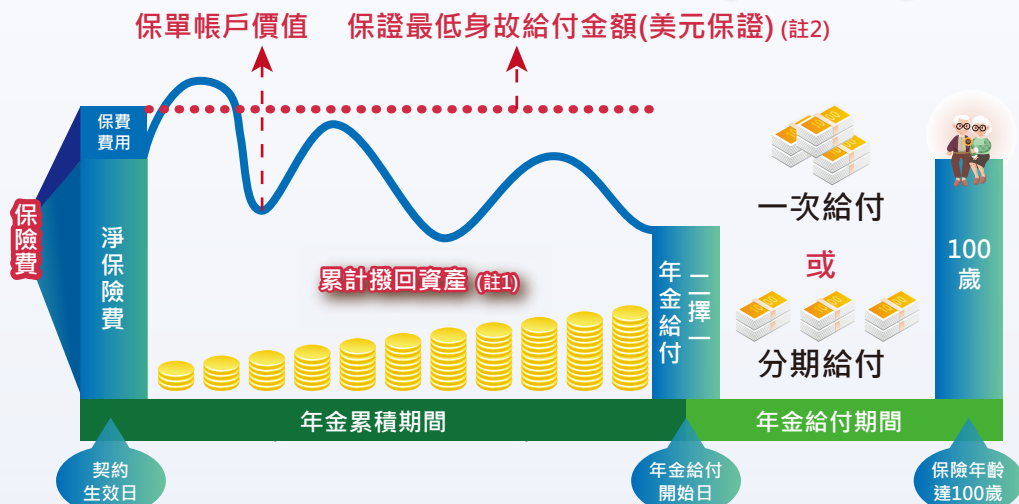 保單帳戶價值
保證最低身故給付金額(美元保證) (註2)
保費
費用
保險費
淨保險費
累計撥回資產 (註1)
年金給付
二擇一
一次給付
或
分期給付
100
歲
年金累積期間
年金給付期間
契約
生效日
年金給付
開始日
保險年齡
達100歲